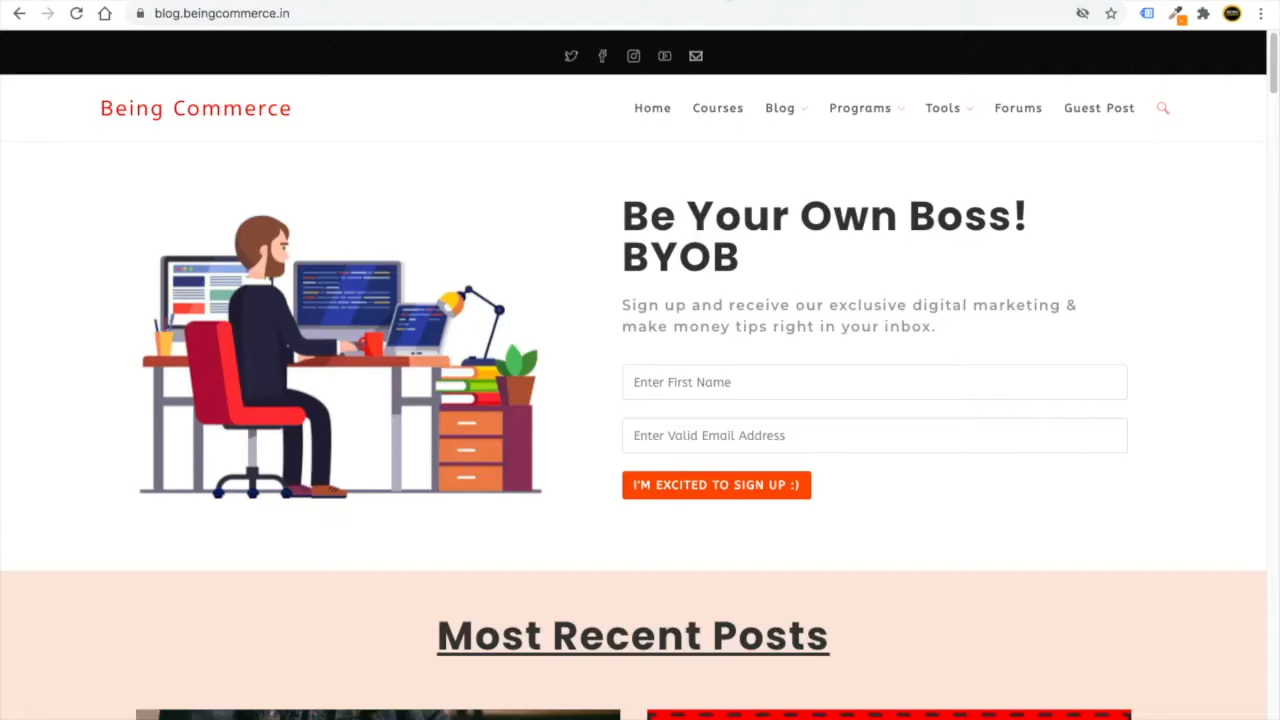 blog.beingcommerce.in
Being Commerce
Home Courses Blog Programs Tools Forums Guest Post
Be Your Own Boss!
BYOB
Sign up and receive our exclusive digital marketing &
make money tips right in your inbox.
Enter First Name
Enter Valid Email Address
I'M EXCITED TO SIGN UP :)
Most Recent Posts